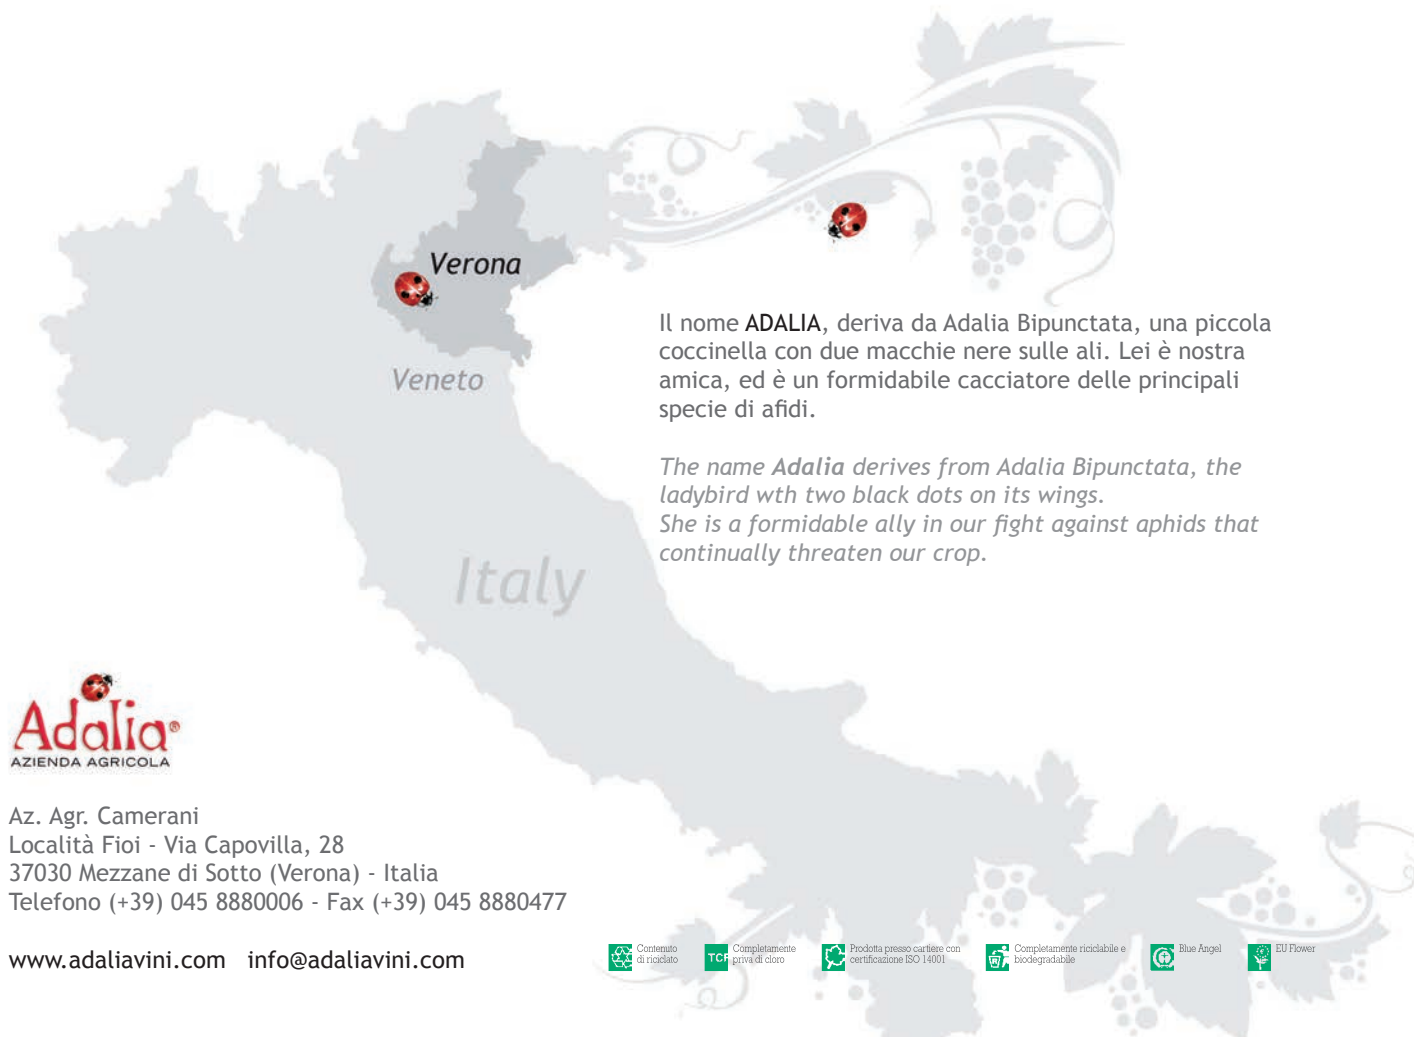 Verona
Veneto
Il nome ADALIA, deriva da Adalia Bipunctata, una piccola
coccinella con due macchie nere sulle ali. Lei è nostra
amica, ed è un formidabile cacciatore delle principali
specie di afidi.
The name Adalia derives from Adalia Bipunctata, the
ladybird wth two black dots on its wings.
She is a formidable ally in our fight against aphids that
continually threaten our crop.
Italy
Adalia®
AZIENDA AGRICOLA
Az. Agr. Camerani
Località Fioi - Via Capovilla, 28
37030 Mezzane di Sotto (Verona) - Italia
Telefono (+39) 045 8880006 - Fax (+39) 045 8880477
www.adaliavini.com info@adaliavini.com
Contenuto
di riciclato
TCF
Completamente
priva di cloro
Prodotta presso cartiere con
certificazione ISO 14001
Completamente riciclabile e
biodegradabile
Blue Angel
EU Flower